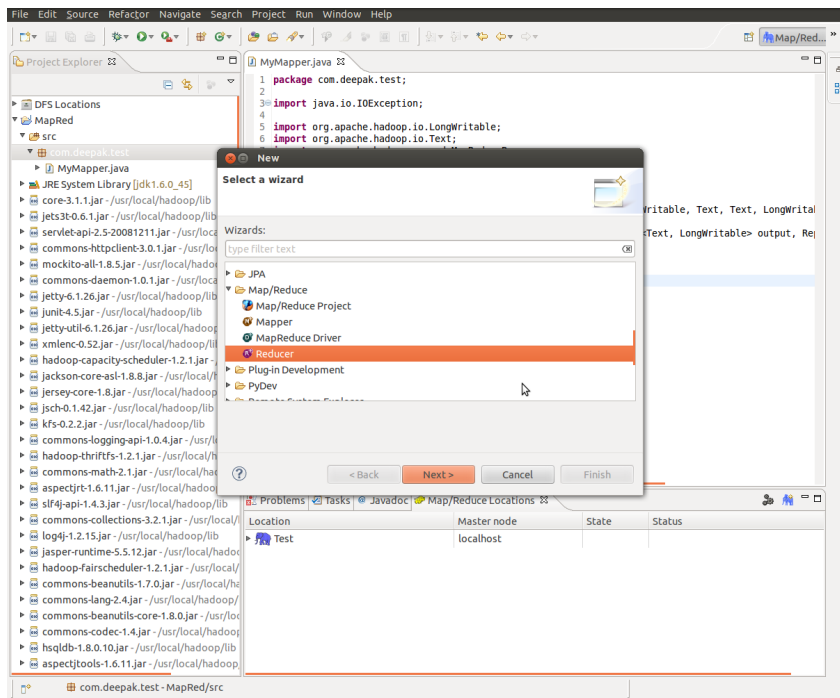 File Edit Source Refactor Navigate Search Project Run Window Help
Map/Red...
Project Explorer
DFS Locations
MapRed
src
com.deepak.test
MyMapper.java
JRE System Library [jdk1.6.0_45]
core-3.1.1.jar - /usr/local/hadoop/lib
jets3t-0.6.1.jar - /usr/local/hadoop/lib
servlet-api-2.5-20081211.jar - /usr/loca
commons-httpclient-3.0.1.jar - /usr/lo
mockito-all-1.8.5.jar - /usr/local/hado
commons-daemon-1.0.1.jar - /usr/loca
jetty-6.1.26.jar - /usr/local/hadoop/lib
junit-4.5.jar - /usr/local/hadoop/lib
jetty-util-6.1.26.jar - /usr/local/hadoop
xmlenc-0.52.jar - /usr/local/hadoop/li
hadoop-capacity-scheduler-1.2.1.jar -
jackson-core-asl-1.8.8.jar - /usr/local/h
jersey-core-1.8.jar - /usr/local/hadoop
jsch-0.1.42.jar - /usr/local/hadoop/lib
kfs-0.2.2.jar - /usr/local/hadoop/lib
commons-logging-api-1.0.4.jar - /usr/l
hadoop-thriftfs-1.2.1.jar - /usr/local/h
commons-math-2.1.jar - /usr/local/ha
aspectjrt-1.6.11.jar - /usr/local/hadoo
slf4j-api-1.4.3.jar - /usr/local/hadoop/lib
commons-collections-3.2.1.jar - /usr/local/
log4j-1.2.15.jar - /usr/local/hadoop/lib
jasper-runtime-5.5.12.jar - /usr/local/hadoo
hadoop-fairscheduler-1.2.1.jar - /usr/local/
commons-beanutils-1.7.0.jar - /usr/local/ha
commons-lang-2.4.jar - /usr/local/hadoop/
commons-beanutils-core-1.8.0.jar - /usr/loc
commons-codec-1.4.jar - /usr/local/hadoop
hsqldb-1.8.0.10.jar - /usr/local/hadoop/lib
aspectjtools-1.6.11.jar - /usr/local/hadoop
MyMapper.java
1 package com.deepak.test;
2
3 import java.io.IOException;
4
5 import org.apache.hadoop.io.LongWritable;
6 import org.apache.hadoop.io.Text;
Writable, Text, Text, LongWrital
<Text, LongWritable> output, Rep
New
Select a wizard
Wizards:
type filter text
JPA
Map/Reduce
Map/Reduce Project
Mapper
MapReduce Driver
Reducer
Plug-in Development
PyDev
< Back Next > Cancel Finish
Problems Tasks Javadoc Map/Reduce Locations
Location Master node State Status
Test localhost
com.deepak.test - MapRed/src